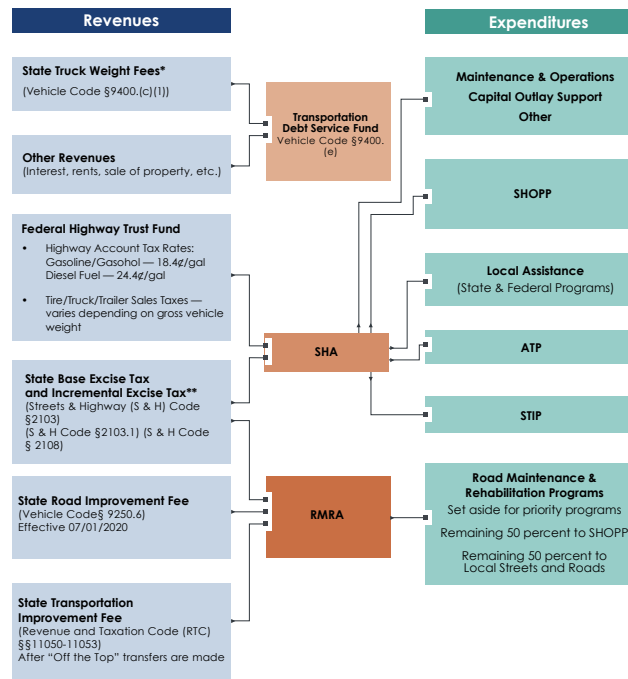 Revenues
State Truck Weight Fees*
(Vehicle Code §9400.(c)(1))
Other Revenues
(Interest, rents, sale of property, etc.)
Federal Highway Trust Fund
• Highway Account Tax Rates:
Gasoline/Gasohol — 18.4¢/gal
Diesel Fuel — 24.4¢/gal
• Tire/Truck/Trailer Sales Taxes —
varies depending on gross vehicle
weight
State Base Excise Tax
and Incremental Excise Tax**
(Streets & Highway (S & H) Code
§2103)
(S & H Code §2103.1) (S & H Code
§ 2108)
State Road Improvement Fee
(Vehicle Code§ 9250.6)
Effective 07/01/2020
State Transportation
Improvement Fee
(Revenue and Taxation Code (RTC)
§§11050-11053)
After “Off the Top” transfers are made
Transportation
Debt Service Fund
Vehicle Code §9400.
(e)
SHA
RMRA
Expenditures
Maintenance & Operations
Capital Outlay Support
Other
SHOPP
Local Assistance
(State & Federal Programs)
ATP
STIP
Road Maintenance &
Rehabilitation Programs
Set aside for priority programs
Remaining 50 percent to SHOPP
Remaining 50 percent to
Local Streets and Roads